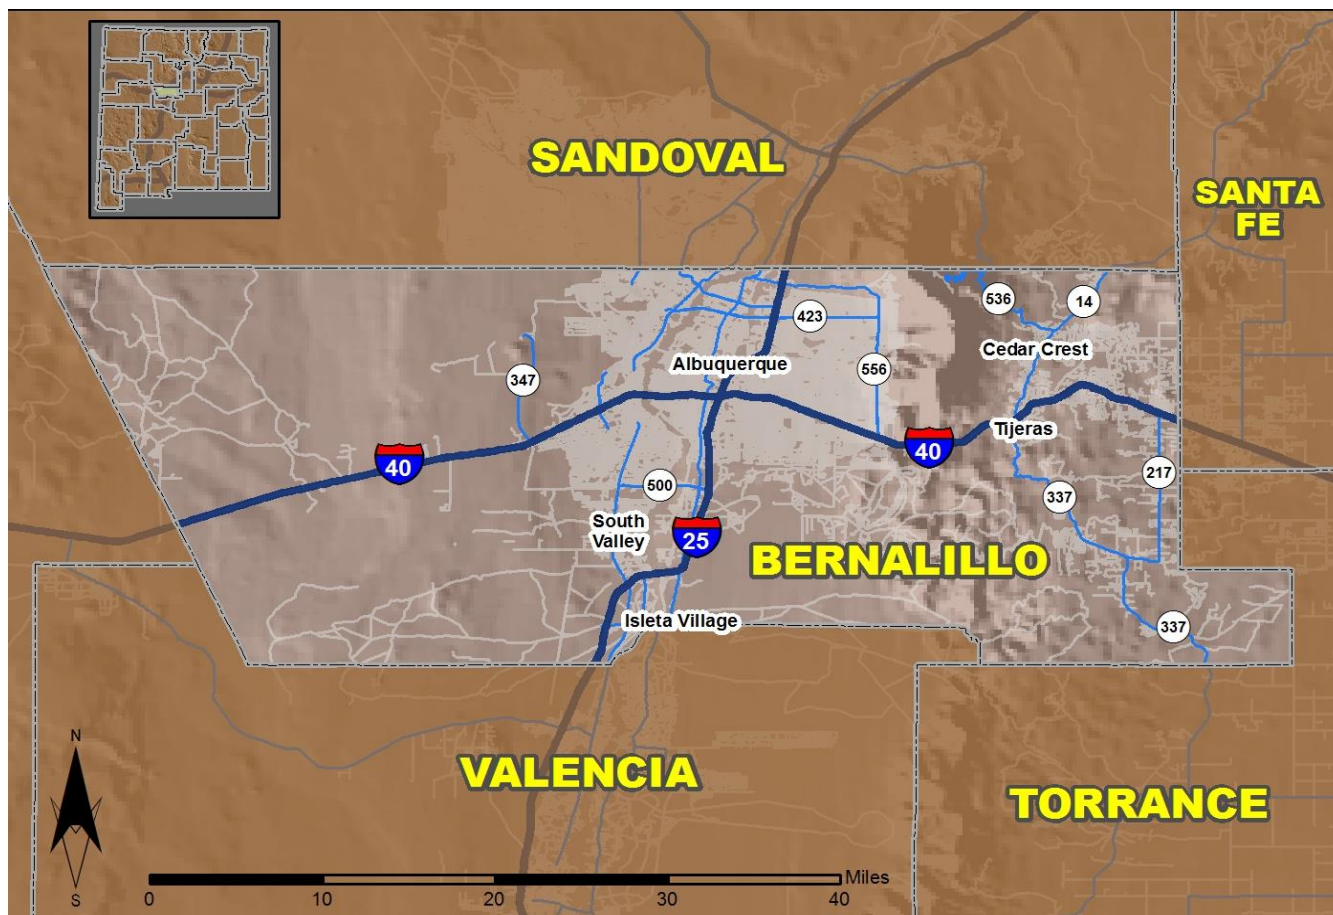 SANDOVAL
SANTA
FE
536
14
423
Cedar Crest
Albuquerque
556
347
Tijeras
40
40
217
500
337
South
Valley
25
BERNALILLO
Isleta Village
337
N
VALENCIA
TORRANCE
S
Miles
0
10
20
30
40